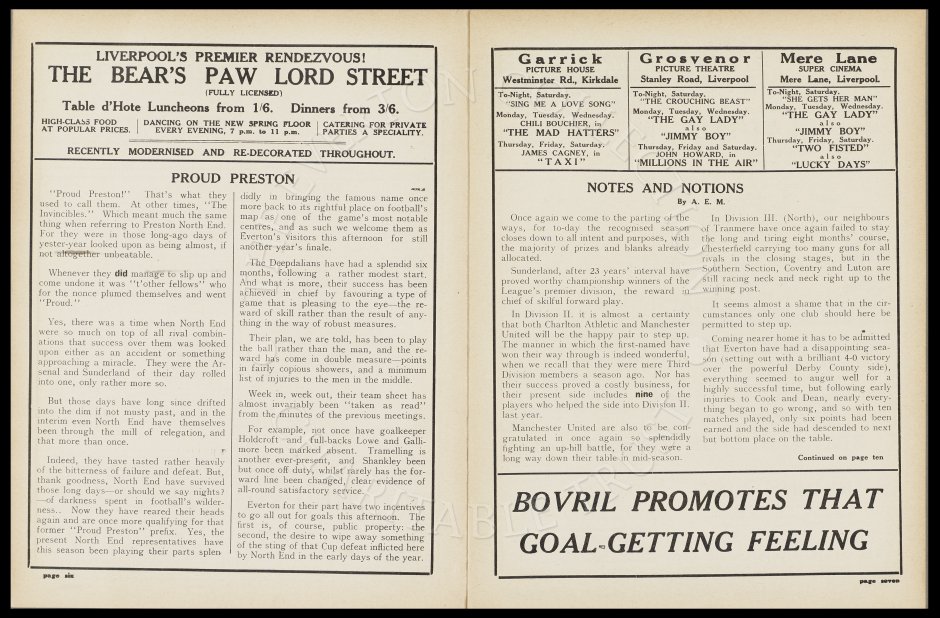 LIVERPOOL'S PREMIER RENDEZVOUS!
THE BEAR'S PAW LORD STREET
(FULLY LICENSED)
Table d'Hote Luncheons from 1/6. Dinners from 3/6.
HIGH-CLASS FOOD
AT POPULAR PRICES.
DANCING ON THE NEW SPRING FLOOR
EVERY EVENING, 7 p.m. to 11 p.m.
CATERING FOR PRIVATE
PARTIES A SPECIALITY.
RECENTLY MODERNISED AND RE-DECORATED THROUGHOUT.
PROUD PRESTON
"Proud Preston!" That's what they
used to call them. At other times, "The
Invincibles." Which meant much the same
thing when referring to Preston North End.
For they were in those long-ago days of
yester-year looked upon as being almost, if
not altogether unbeatable.
Whenever they did manage to slip up and
come undone it was "t'other fellows" who
for the nonce plumed themselves and went
"Proud."
Yes, there was a time when North End
were so much on top of all rival combin-
ations that success over them was looked
upon either as an accident or something
approaching a miracle. They were the Ar-
senal and Sunderland of their day rolled
into one, only rather more so.
But those days have long since drifted
into the dim if not musty past, and in the
interim even North End have themselves
been through the mill of relegation, and
that more than once.
Indeed, they have tasted rather heavily
of the bitterness of failure and defeat. But,
thank goodness, North End have survived
those long days—or should we say nights?
—of darkness spent in football's wilder-
ness.. Now they have reared their heads
again and are once more qualifying for that
former "Proud Preston" prefix. Yes, the
present North End representatives have
this season been playing their parts splen
didly in bringing the famous name once
more back to its rightful place on football's
map as one of the game's most notable
centres, and as such we welcome them as
Everton's visitors this afternoon for still
another year's finale.
The Deepdalians have had a splendid six
months, following a rather modest start.
And what is more, their success has been
achieved in chief by favouring a type of
game that is pleasing to the eye—the re-
ward of skill rather than the result of any-
thing in the way of robust measures.
Their plan, we are told, has been to play
the ball rather than the man, and the re-
ward has come in double measure—points
in fairly copious showers, and a minimum
list of injuries to the men in the middle.
Week in, week out, their team sheet has
almost invariably been "taken as read"
from the minutes of the previous meetings.
For example, not once have goalkeeper
Holdcroft and full-backs Lowe and Galli-
more been marked absent. Tramelling is
another ever-present, and Shankley been
but once off duty, whilst rarely has the for-
ward line been changed, clear evidence of
all-round satisfactory service.
Everton for their part have two incentives
to go all out for goals this afternoon. The
first is, of course, public property: the
second, the desire to wipe away something
of the sting of that Cup defeat inflicted here
by North End in the early days of the year.
page six
Garrick
PICTURE HOUSE
Westminster Rd., Kirkdale
To-Night, Saturday.
"SING ME A LOVE SONG"
Monday, Tuesday, Wednesday.
CHILI BOUCHIER, in
"THE MAD HATTERS"
Thursday, Friday, Saturday.
JAMES CAGNEY, in
"TAXI"
Grosvenor
PICTURE THEATRE
Stanley Road, Liverpool
To-Night, Saturday.
"THE CROUCHING BEAST"
Monday, Tuesday, Wednesday.
"THE GAY LADY"
also
"JIMMY BOY"
Thursday, Friday and Saturday.
JOHN HOWARD, in
"MILLIONS IN THE AIR"
Mere Lane
SUPER CINEMA
Mere Lane, Liverpool.
To-Night, Saturday.
"SHE GETS HER MAN"
Monday, Tuesday, Wednesday.
"THE GAY LADY"
also
"JIMMY BOY"
Thursday, Friday, Saturday.
"TWO FISTED"
also
"LUCKY DAYS"
NOTES AND NOTIONS
By A. E. M.
Once again we come to the parting of the
ways, for to-day the recognised season
closes down to all intent and purposes, with
the majority of prizes and blanks already
allocated.
Sunderland, after 23 years' interval have
proved worthy championship winners of the
League's premier division, the reward in
chief of skilful forward play.
In Division II. it is almost a certainty
that both Charlton Athletic and Manchester
United will be the happy pair to step up.
The manner in which the first-named have
won their way through is indeed wonderful,
when we recall that they were mere Third
Division members a season ago. Nor has
their success proved a costly business, for
their present side includes nine of the
players who helped the side into Division II.
last year.
Manchester United are also to be con-
gratulated in once again so splendidly
fighting an up-hill battle, for they were a
long way down their table in mid-season.
In Division III. (North), our neighbours
of Tranmere have once again failed to stay
the long and tiring eight months' course,
Chesterfield carrying too many guns for all
rivals in the closing stages, but in the
Southern Section, Coventry and Luton are
still racing neck and neck right up to the
winning post.
It seems almost a shame that in the cir-
cumstances only one club should here be
permitted to step up.
Coming nearer home it has to be admitted
that Everton have had a disappointing sea-
son (setting out with a brilliant 4-0 victory
over the powerful Derby County side),
everything seemed to augur well for a
highly successful time, but following early
injuries to Cook and Dean, nearly every-
thing began to go wrong, and so with ten
matches played, only six points had been
earned and the side had descended to next
but bottom place on the table.
Continued on page ten
BOVRIL PROMOTES THAT
GOAL-GETTING FEELING
page seven